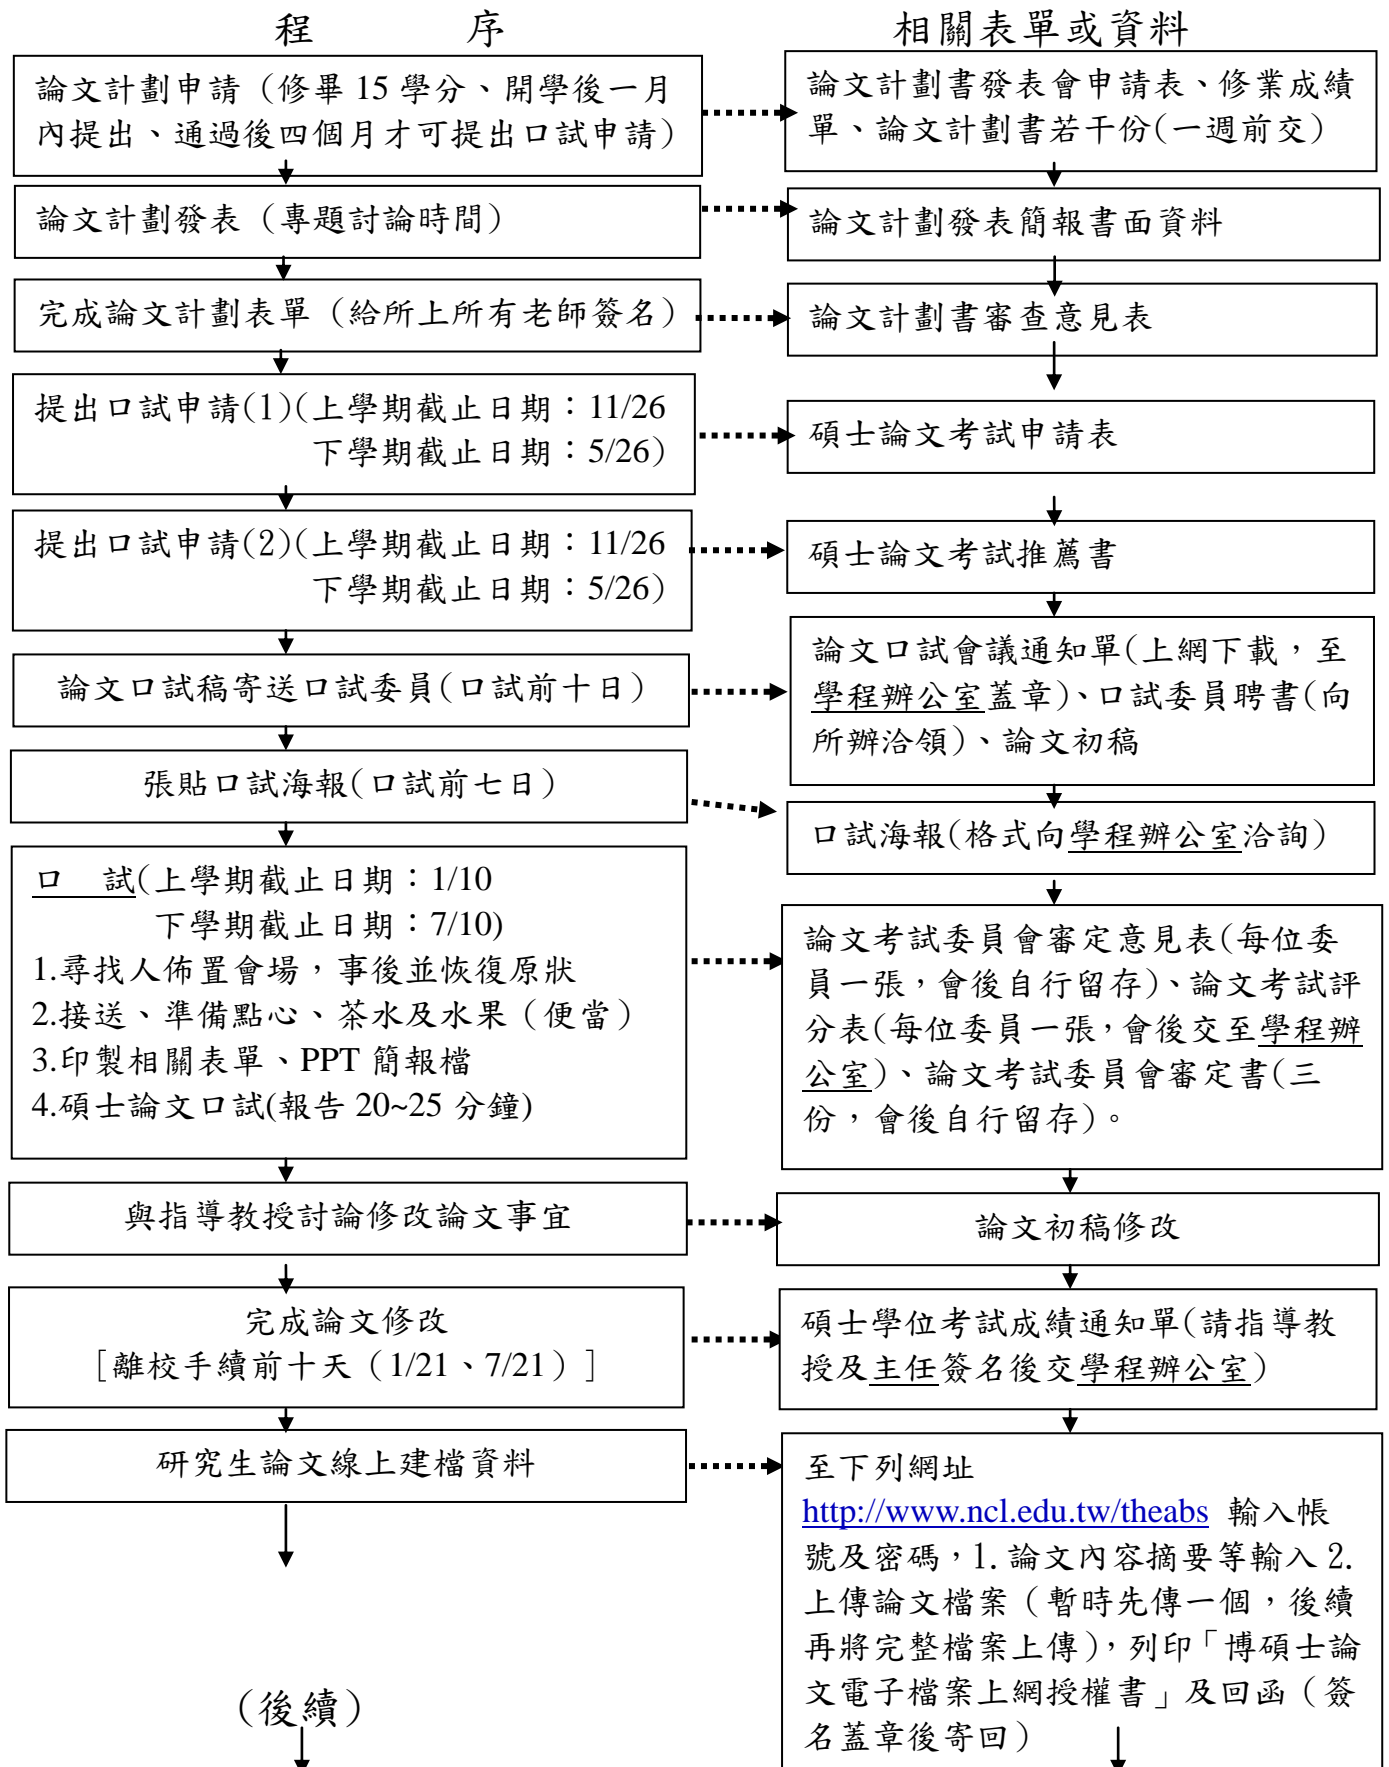 程　　　序
相關表單或資料
論文計劃申請（修畢 15 學分、開學後一月
內提出、通過後四個月才可提出口試申請）
論文計劃書發表會申請表、修業成績
單、論文計劃書若干份(一週前交)
論文計劃發表（專題討論時間）
論文計劃發表簡報書面資料
完成論文計劃表單（給所上所有老師簽名）
論文計劃書審查意見表
提出口試申請(1)(上學期截止日期：11/26
下學期截止日期：5/26)
碩士論文考試申請表
提出口試申請(2)(上學期截止日期：11/26
下學期截止日期：5/26)
碩士論文考試推薦書
論文口試稿寄送口試委員(口試前十日)
論文口試會議通知單(上網下載，至
學程辦公室蓋章)、口試委員聘書(向
所辦洽領)、論文初稿
張貼口試海報(口試前七日)
口試海報(格式向學程辦公室洽詢)
口　試(上學期截止日期：1/10
下學期截止日期：7/10)
1.尋找人佈置會場，事後並恢復原狀
2.接送、準備點心、茶水及水果（便當）
3.印製相關表單、PPT 簡報檔
4.碩士論文口試(報告 20~25 分鐘)
論文考試委員會審定意見表(每位委
員一張，會後自行留存)、論文考試評
分表(每位委員一張，會後交至學程辦
公室)、論文考試委員會審定書(三
份，會後自行留存)。
與指導教授討論修改論文事宜
論文初稿修改
完成論文修改
［離校手續前十天（1/21、7/21）］
碩士學位考試成績通知單(請指導教
授及主任簽名後交學程辦公室)
研究生論文線上建檔資料
至下列網址
http://www.ncl.edu.tw/theabs 輸入帳
號及密碼，1.論文內容摘要等輸入 2.
上傳論文檔案（暫時先傳一個，後續
再將完整檔案上傳），列印「博碩士論
文電子檔案上網授權書」及回函（簽
名蓋章後寄回）
(後續)